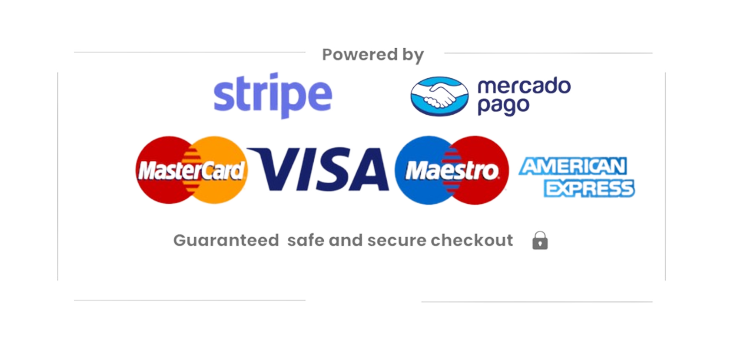 Powered by
stripe
mercado
pago
MasterCard VISA Maestro AMERICAN
EXPRESS
Guaranteed safe and secure checkout